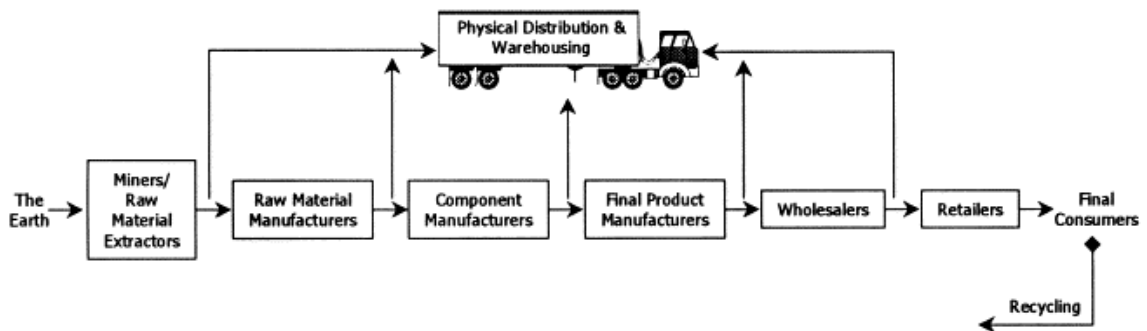 Physical Distribution &
Warehousing
The
Earth
Miners/
Raw
Material
Extractors
Raw Material
Manufacturers
Component
Manufacturers
Final Product
Manufacturers
Wholesalers
Retailers
Final
Consumers
Recycling